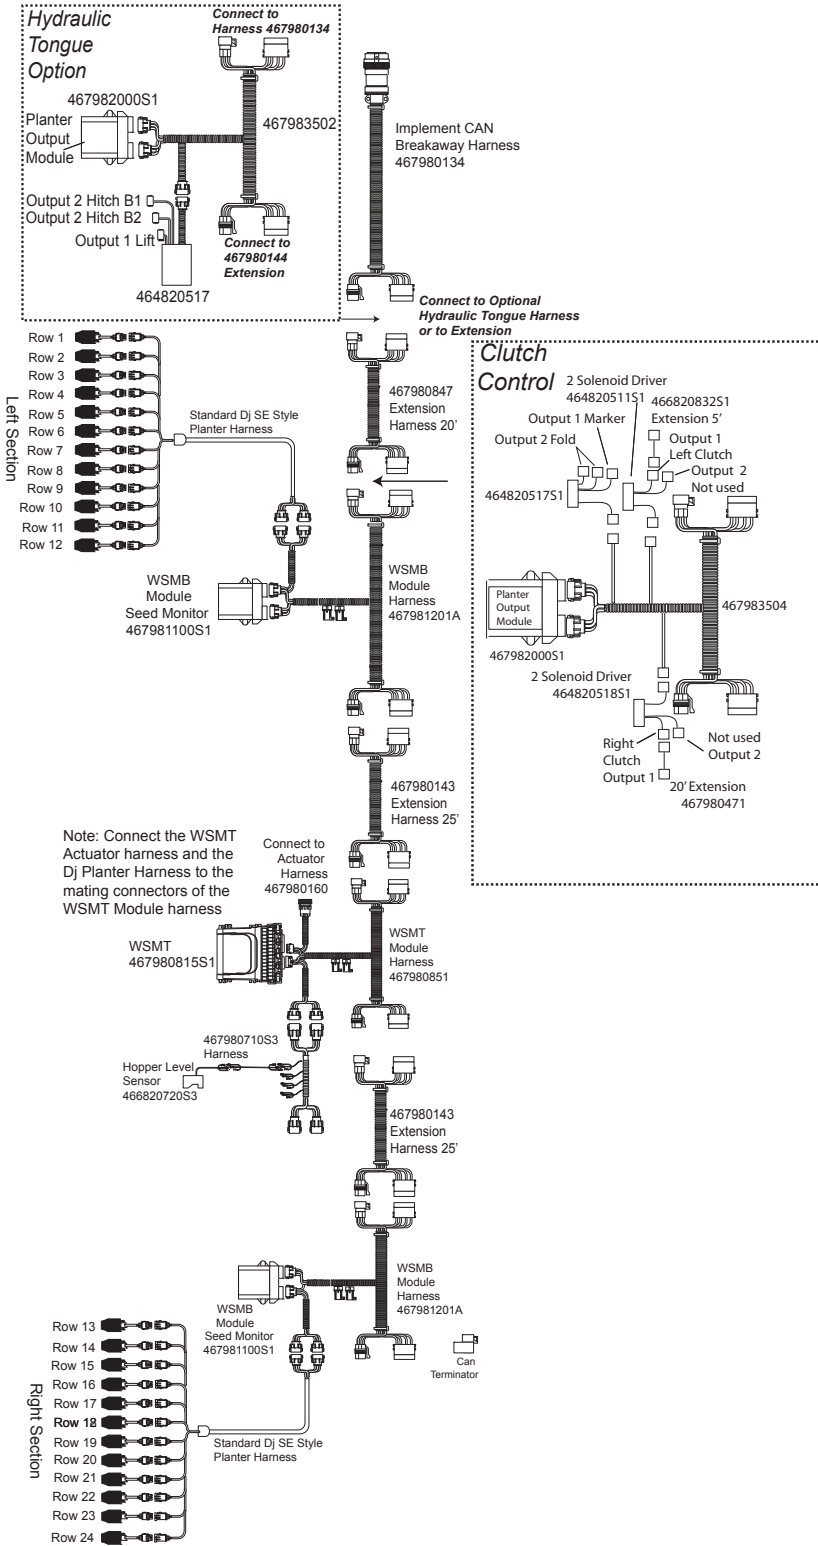 Hydraulic
Tongue
Option
Connect to
Harness 467980134
467982000S1
Planter
Output
Module
467983502
Output 2 Hitch B1
Output 2 Hitch B2
Output 1 Lift
Connect to
467980144
Extension
464820517
Implement CAN
Breakaway Harness
467980134
Connect to Optional
Hydraulic Tongue Harness
or to Extension
Left Section
Row 1
Row 2
Row 3
Row 4
Row 5
Row 6
Row 7
Row 8
Row 9
Row 10
Row 11
Row 12
Standard Dj SE Style
Planter Harness
467980847
Extension
Harness 20'
WSMB
Module
Seed Monitor
467981100S1
WSMB
Module
Harness
467981201A
Clutch
Control
2 Solenoid Driver
464820511S1
466820832S1
Extension 5'
Output 1 Marker
Output 2 Fold
Output 1
Left Clutch
Output 2
Not used
464820517S1
Planter
Output
Module
467982000S1
467983504
2 Solenoid Driver
464820518S1
Right
Clutch
Output 1
Not used
Output 2
20' Extension
467980471
467980143
Extension
Harness 25'
Note: Connect the WSMT
Actuator harness and the
Dj Planter Harness to the
mating connectors of the
WSMT Module harness
Connect to
Actuator
Harness
467980160
WSMT
467980815S1
WSMT
Module
Harness
467980851
467980710S3
Harness
Hopper Level
Sensor
466820720S3
467980143
Extension
Harness 25'
WSMB
Module
Seed Monitor
467981100S1
WSMB
Module
Harness
467981201A
Can
Terminator
Right Section
Row 13
Row 14
Row 15
Row 16
Row 17
Row
Row 19
Row 20
Row 21
Row 22
Row 23
Row 24
Standard Dj SE Style
Planter Harness